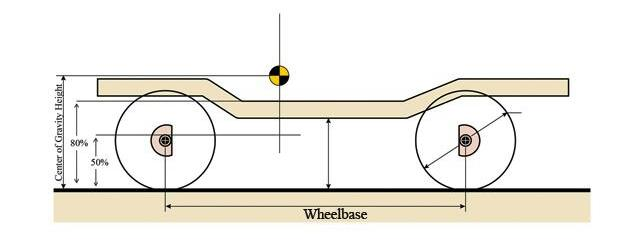 Center of Gravity Height
80%
50%
Wheelbase